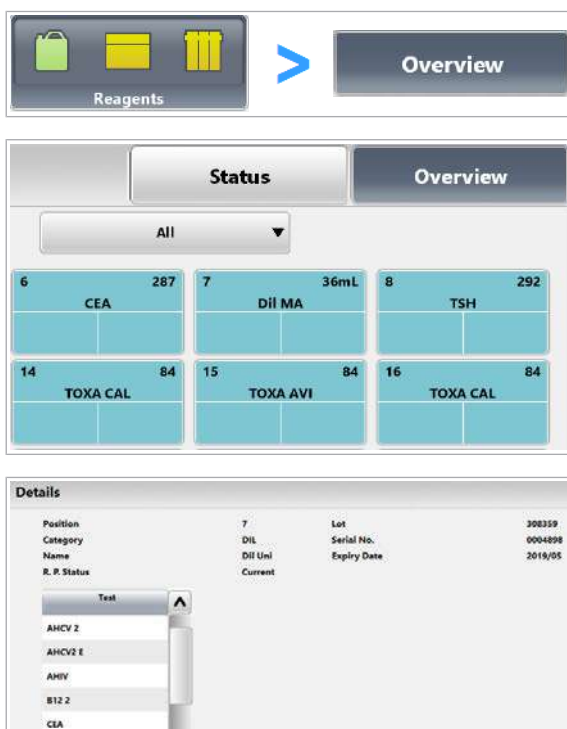 Reagents
>
Overview
Status Overview
All
6 287 7 36mL 8 292
CEA Dil MA TSH
14 84 15 84 16 84
TOXA CAL TOXA AVI TOXA CAL
Details
Position 7 Lot 308359
Category DIL Serial No. 0004898
Name Dil Uni Expiry Date 2019/05
R. P. Status Current
Test
AHCV 2
AHCV2 E
AHIV
B12 2
CEA